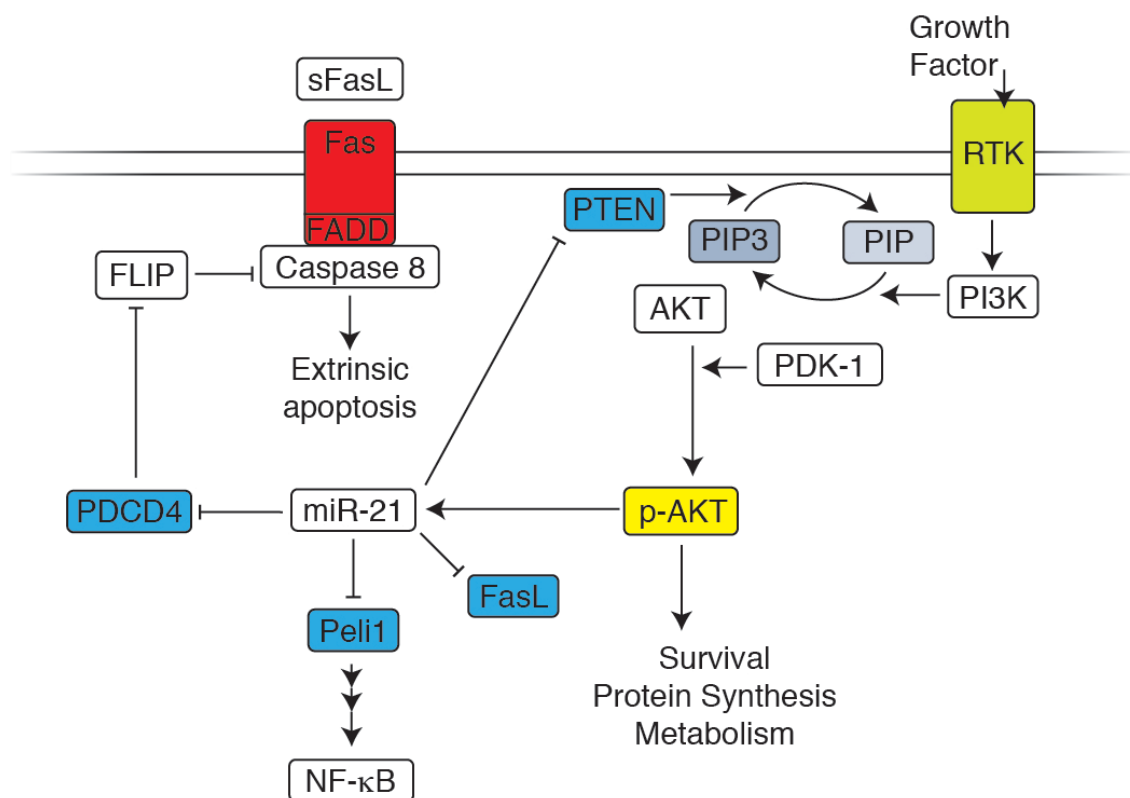 Growth
Factor
sFasL
Fas
RTK
PTEN
FADD
PIP3
PIP
FLIP
Caspase 8
AKT
PI3K
PDK-1
Extrinsic
apoptosis
PDCD4
miR-21
p-AKT
FasL
Peli1
Survival
Protein Synthesis
Metabolism
NF-κB